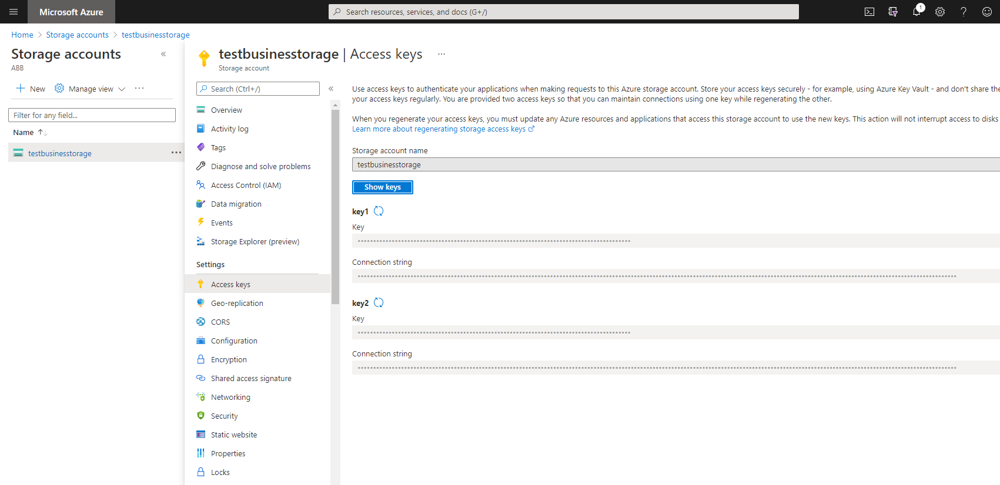 Microsoft Azure
Search resources, services, and docs (G+/)
1
Home > Storage accounts > testbusinesstorage
Storage accounts «
ABB
+ New Manage view ...
Filter for any field...
Name ↑↓
testbusinesstorage ...
testbusinesstorage | Access keys ...
Storage account
Search (Ctrl+/) «
Overview
Activity log
Tags
Diagnose and solve problems
Access Control (IAM)
Data migration
Events
Storage Explorer (preview)
Settings
Access keys
Geo-replication
CORS
Configuration
Encryption
Shared access signature
Networking
Security
Static website
Properties
Locks
Use access keys to authenticate your applications when making requests to this Azure storage account. Store your access keys securely - for example, using Azure Key Vault - and don't share the
your access keys regularly. You are provided two access keys so that you can maintain connections using one key while regenerating the other.
When you regenerate your access keys, you must update any Azure resources and applications that access this storage account to use the new keys. This action will not interrupt access to disks
Learn more about regenerating storage access keys
Storage account name
testbusinesstorage
Show keys
key1
Key
Connection string
key2
Key
Connection string